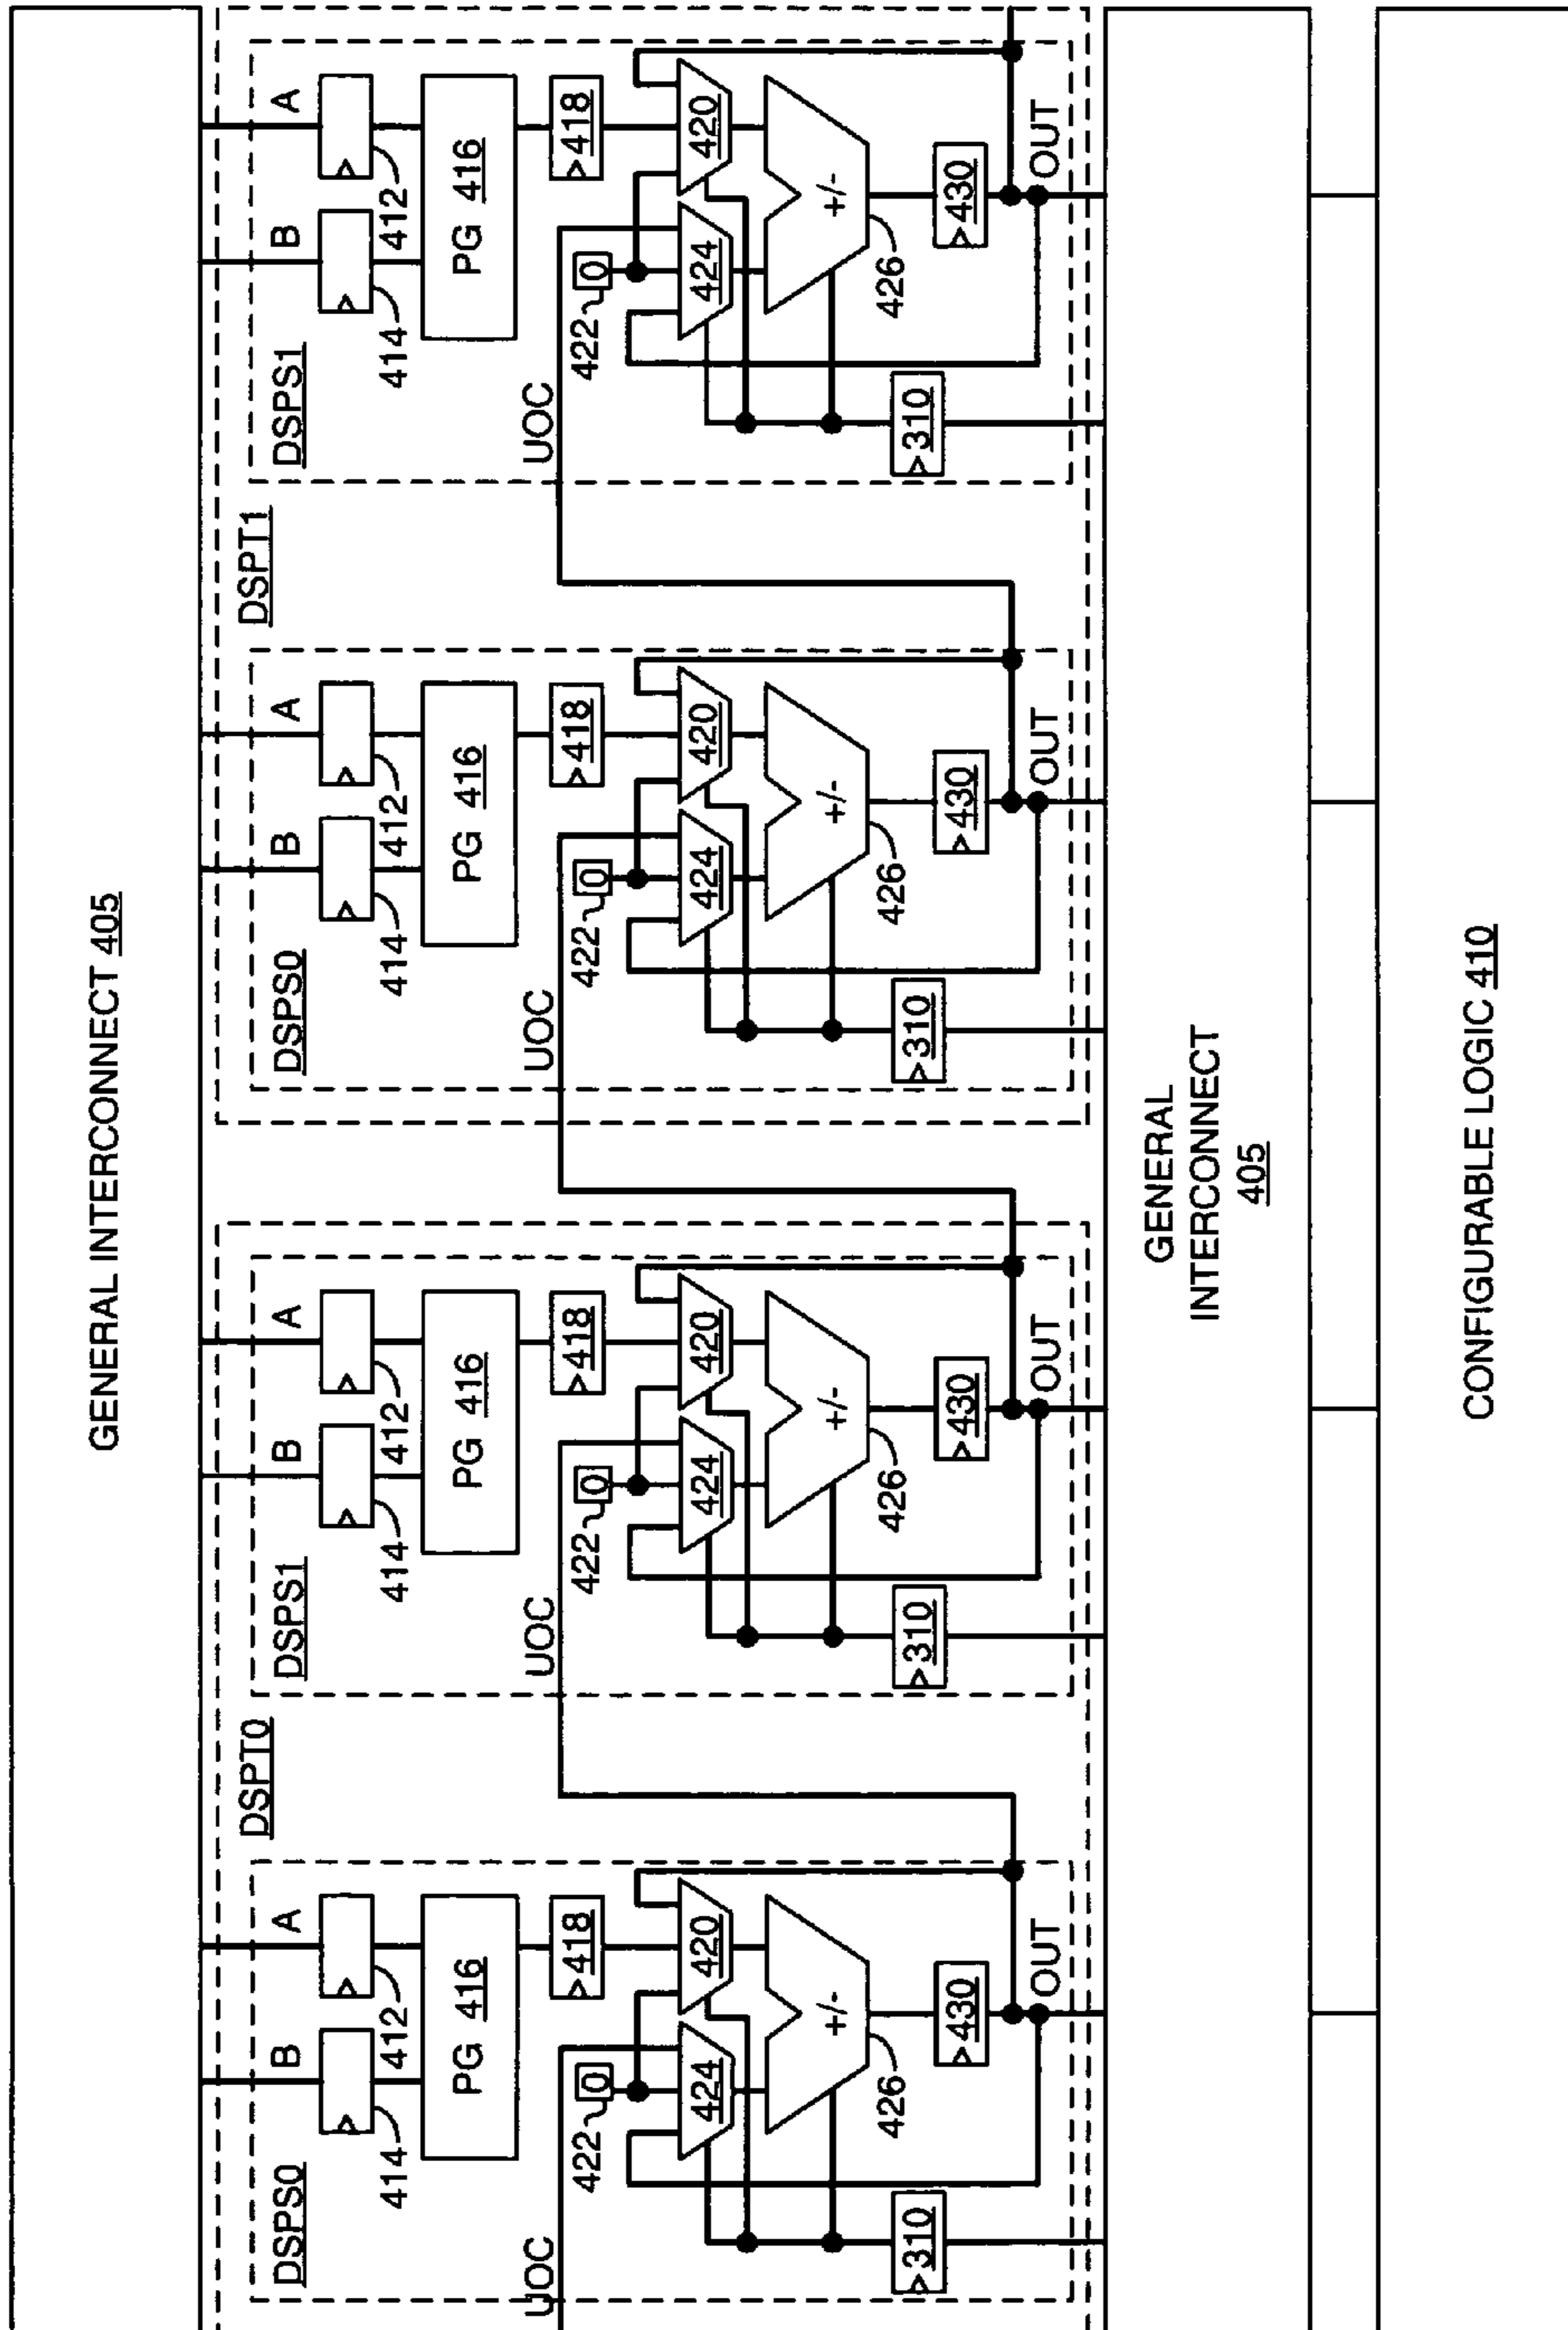 GENERAL INTERCONNECT 405
DSPT1
DSPS1
B
A
414
412
PG 416
UOC
422
0
418
424
420
+/-
426
310
430
OUT
DSPS0
B
A
414
412
PG 416
UOC
422
0
418
424
420
+/-
426
310
430
OUT
DSPT0
DSPS1
B
A
414
412
PG 416
UOC
422
0
418
424
420
+/-
426
310
430
OUT
DSPS0
B
A
414
412
PG 416
UOC
422
0
418
424
420
+/-
426
310
430
OUT
GENERAL
INTERCONNECT
405
CONFIGURABLE LOGIC 410